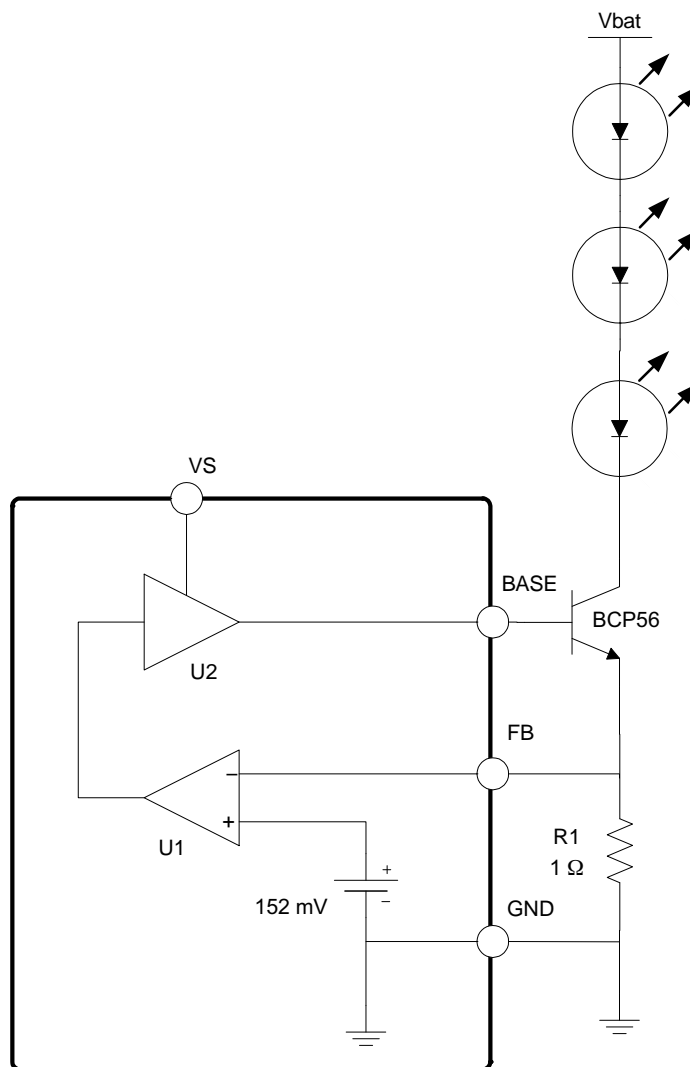 Vbat
VS
BASE
BCP56
U2
FB
−
+
U1
R1
1 Ω
+
−
152 mV
GND